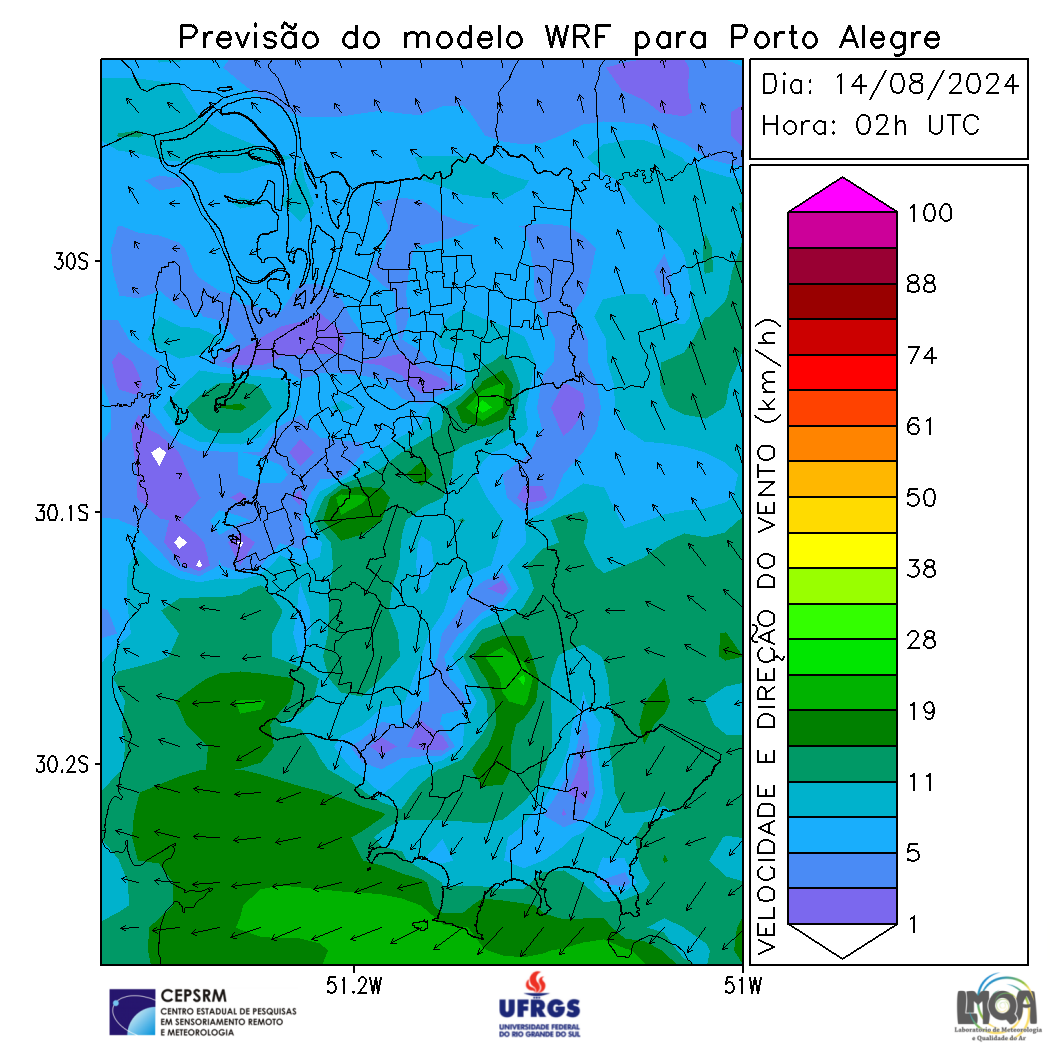 Previsão do modelo WRF para Porto Alegre
Dia: 14/08/2024
Hora: 02h UTC
30S
30.1S
30.2S
51.2W
51W
VELOCIDADE E DIREÇÃO DO VENTO (km/h)
100
88
74
61
50
38
28
19
11
5
1
CEPSRM
CENTRO ESTADUAL DE PESQUISAS
EM SENSORIAMENTO REMOTO
E METEOROLOGIA
UFRGS
UNIVERSIDADE FEDERAL
DO RIO GRANDE DO SUL
LMQA
Laboratório de Meteorologia
e Qualidade do Ar